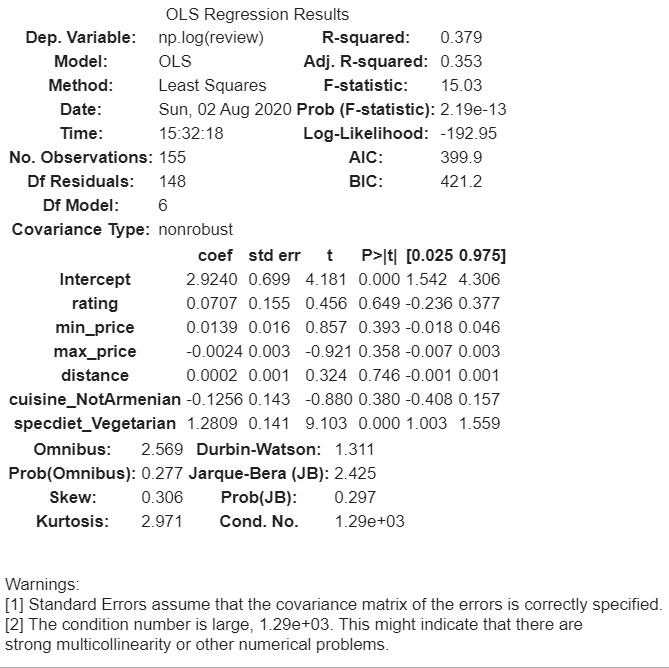 OLS Regression Results
Dep. Variable: np.log(review) R-squared: 0.379
Model: OLS Adj. R-squared: 0.353
Method: Least Squares F-statistic: 15.03
Date: Sun, 02 Aug 2020 Prob (F-statistic): 2.19e-13
Time: 15:32:18 Log-Likelihood: -192.95
No. Observations: 155 AIC: 399.9
Df Residuals: 148 BIC: 421.2
Df Model: 6
Covariance Type: nonrobust
coef std err t P>|t| [0.025 0.975]
Intercept 2.9240 0.699 4.181 0.000 1.542 4.306
rating 0.0707 0.155 0.456 0.649 -0.236 0.377
min_price 0.0139 0.016 0.857 0.393 -0.018 0.046
max_price -0.0024 0.003 -0.921 0.358 -0.007 0.003
distance 0.0002 0.001 0.324 0.746 -0.001 0.001
cuisine_NotArmenian -0.1256 0.143 -0.880 0.380 -0.408 0.157
specdiet_Vegetarian 1.2809 0.141 9.103 0.000 1.003 1.559
Omnibus: 2.569 Durbin-Watson: 1.311
Prob(Omnibus): 0.277 Jarque-Bera (JB): 2.425
Skew: 0.306 Prob(JB): 0.297
Kurtosis: 2.971 Cond. No. 1.29e+03
Warnings:
[1] Standard Errors assume that the covariance matrix of the errors is correctly specified.
[2] The condition number is large, 1.29e+03. This might indicate that there are
strong multicollinearity or other numerical problems.